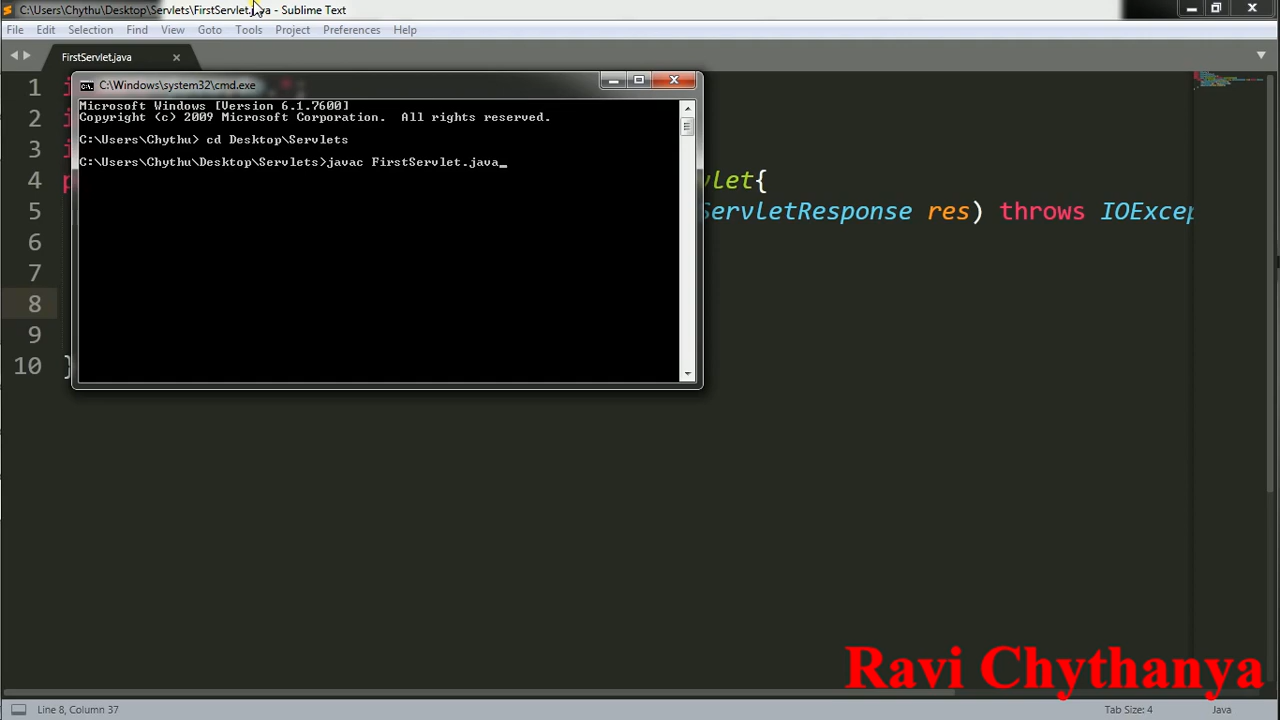 C:\Users\Chythu\Desktop\Servlets\FirstServlet.java - Sublime Text
File Edit Selection Find View Goto Tools Project Preferences Help
FirstServlet.java
C:\Windows\system32\cmd.exe
Microsoft Windows [Version 6.1.7600]
Copyright (c) 2009 Microsoft Corporation. All rights reserved.
C:\Users\Chythu> cd Desktop\Servlets
C:\Users\Chythu\Desktop\Servlets>javac FirstServlet.java_
1
2
3
4 vlet{
5 ServletResponse res) throws IOExcep
6
7
8
9
10 }
Ravi Chythanya
Line 8, Column 37
Tab Size: 4
Java